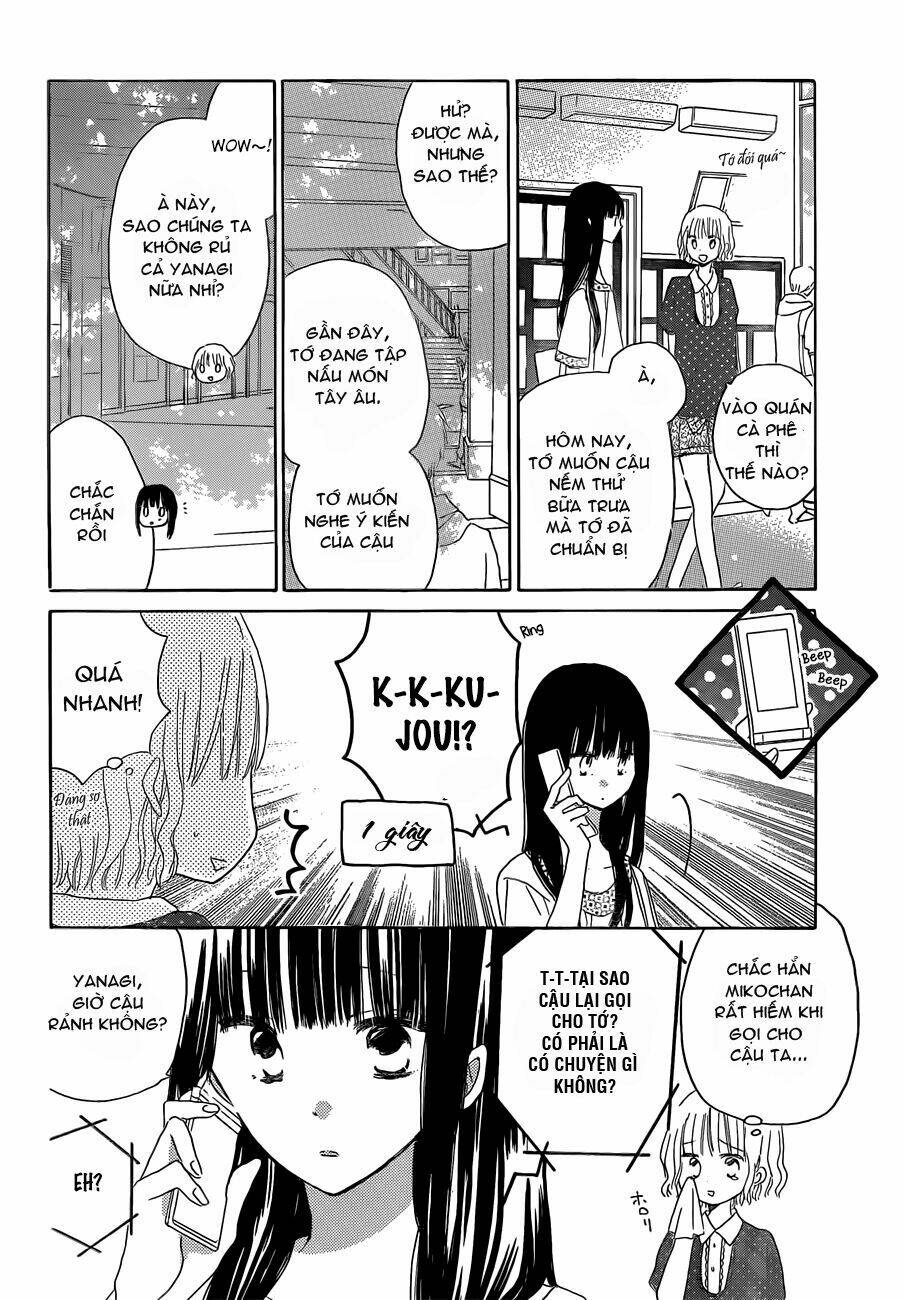 Tớ đói quá~
VÀO QUÁN
CÀ PHÊ
THÌ
THẾ NÀO?
À,
HÔM NAY,
TỚ MUỐN CẬU
NẾM THỬ
BỮA TRƯA
MÀ TỚ ĐÃ
CHUẨN BỊ
HỬ?
ĐƯỢC MÀ,
NHƯNG
SAO THẾ?
GẦN ĐÂY,
TỚ ĐANG TẬP
NẤU MÓN
TÂY ÂU.
TỚ MUỐN
NGHE Ý KIẾN
CỦA CẬU
WOW~!
À NÀY,
SAO CHÚNG TA
KHÔNG RỦ
CẢ YANAGI
NỮA NHỈ?
CHẮC
CHẮN
RỒI
Beep
Beep
Ring
K-K-KU-
JOU!?
1 giây
QUÁ
NHANH!
Đáng sợ
thật
CHẮC HẲN
MIKOCHAN
RẤT HIẾM KHI
GỌI CHO
CẬU TA...
ホロリ
T-T-TẠI SAO
CẬU LẠI GỌI
CHO TỚ?
CÓ PHẢI LÀ
CÓ CHUYỆN GÌ
KHÔNG?
YANAGI,
GIỜ CẬU
RẢNH KHÔNG?
EH?